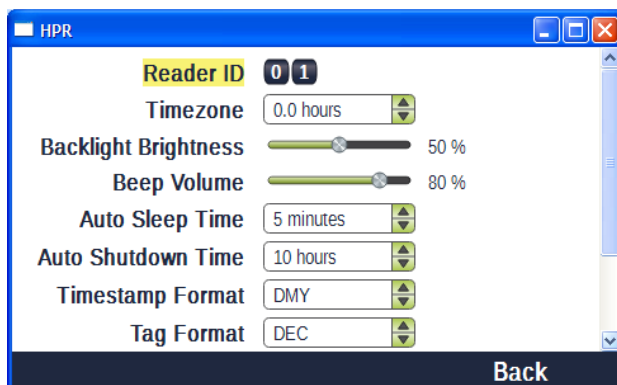 HPR
Reader ID 0 1
Timezone 0.0 hours
Backlight Brightness 50 %
Beep Volume 80 %
Auto Sleep Time 5 minutes
Auto Shutdown Time 10 hours
Timestamp Format DMY
Tag Format DEC
Back